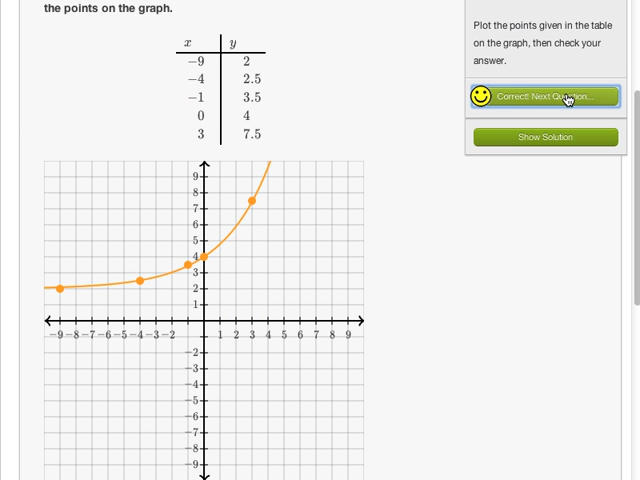 the points on the graph.
Plot the points given in the table
on the graph, then check your
answer.
Correct! Next Question...
Show Solution
x y
−9 2
−4 2.5
−1 3.5
0 4
3 7.5
9
8
7
6
5
4
3
2
1
−9 −8 −7 −6 −5 −4 −3 −2 1 2 3 4 5 6 7 8 9
−2
−3
−4
−5
−6
−7
−8
−9